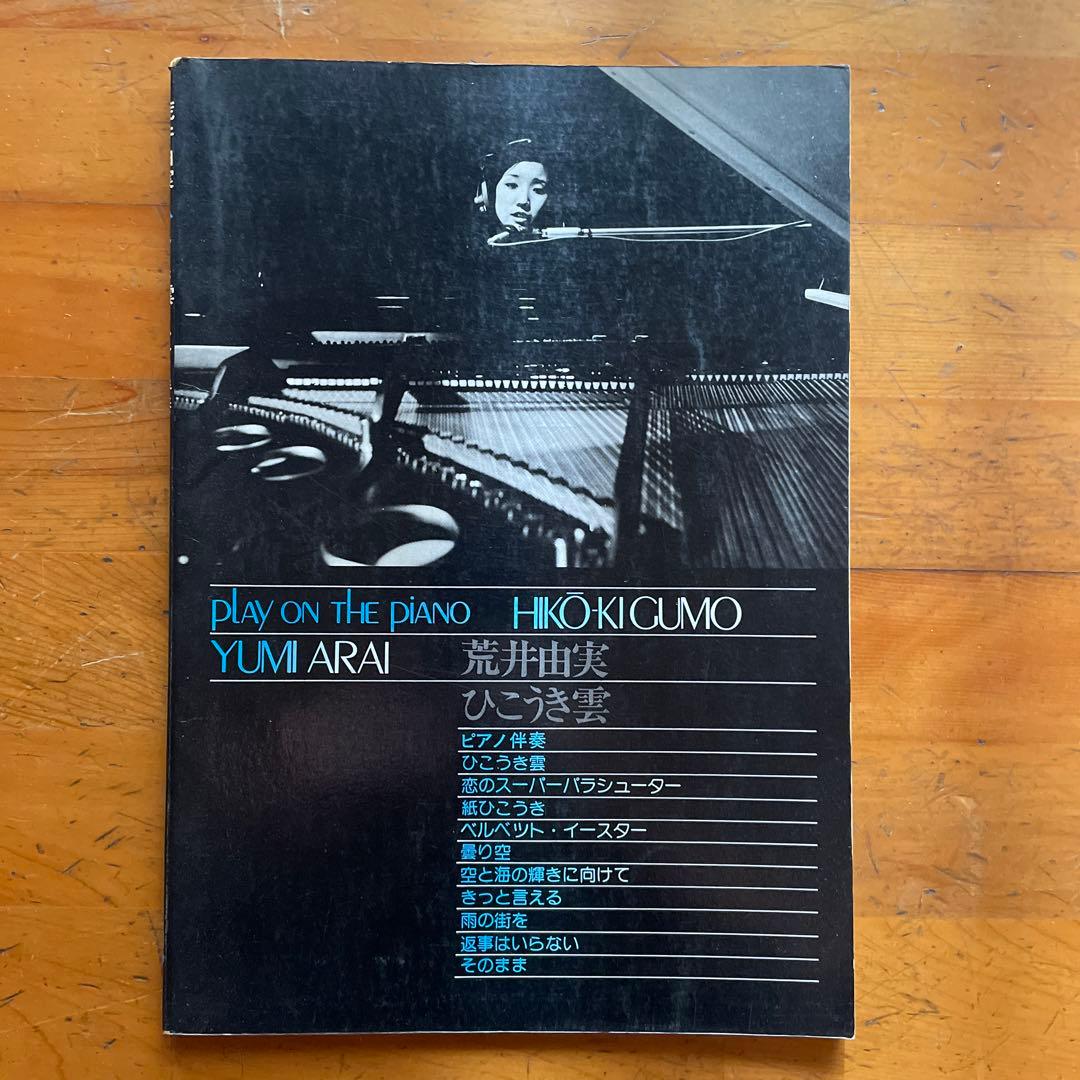 play on the piano HIKŌ-KI GUMO
YUMI ARAI 荒井由実
ひこうき雲
ピアノ伴奏
ひこうき雲
恋のスーパーパラシューター
紙ひこうき
ベルベット・イースター
曇り空
空と海の輝きに向けて
きっと言える
雨の街を
返事はいらない
そのまま